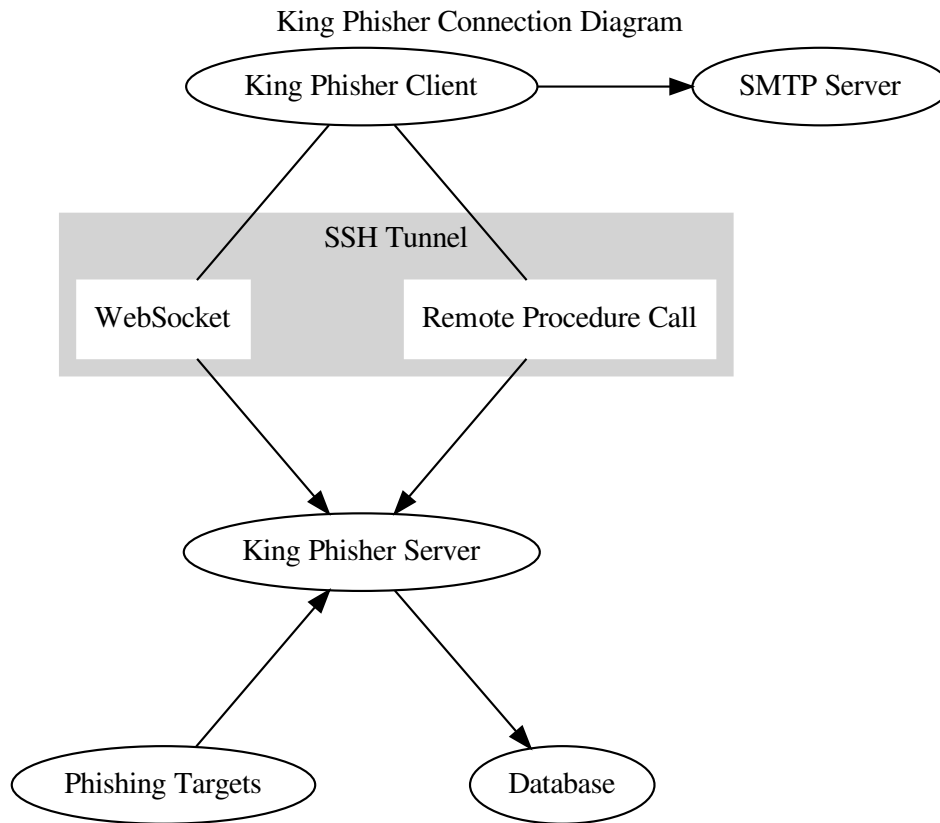 King Phisher Connection Diagram
King Phisher Client
SMTP Server
SSH Tunnel
WebSocket
Remote Procedure Call
King Phisher Server
Phishing Targets
Database